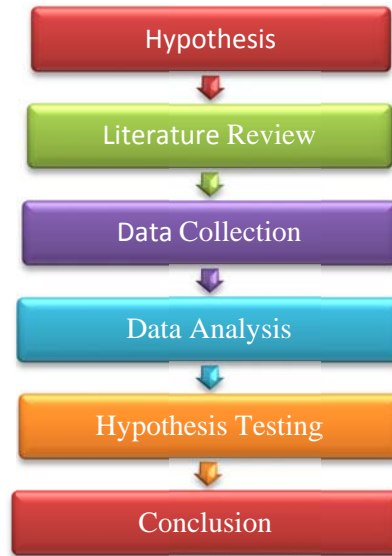 Hypothesis
Literature Review
Data Collection
Data Analysis
Hypothesis Testing
Conclusion